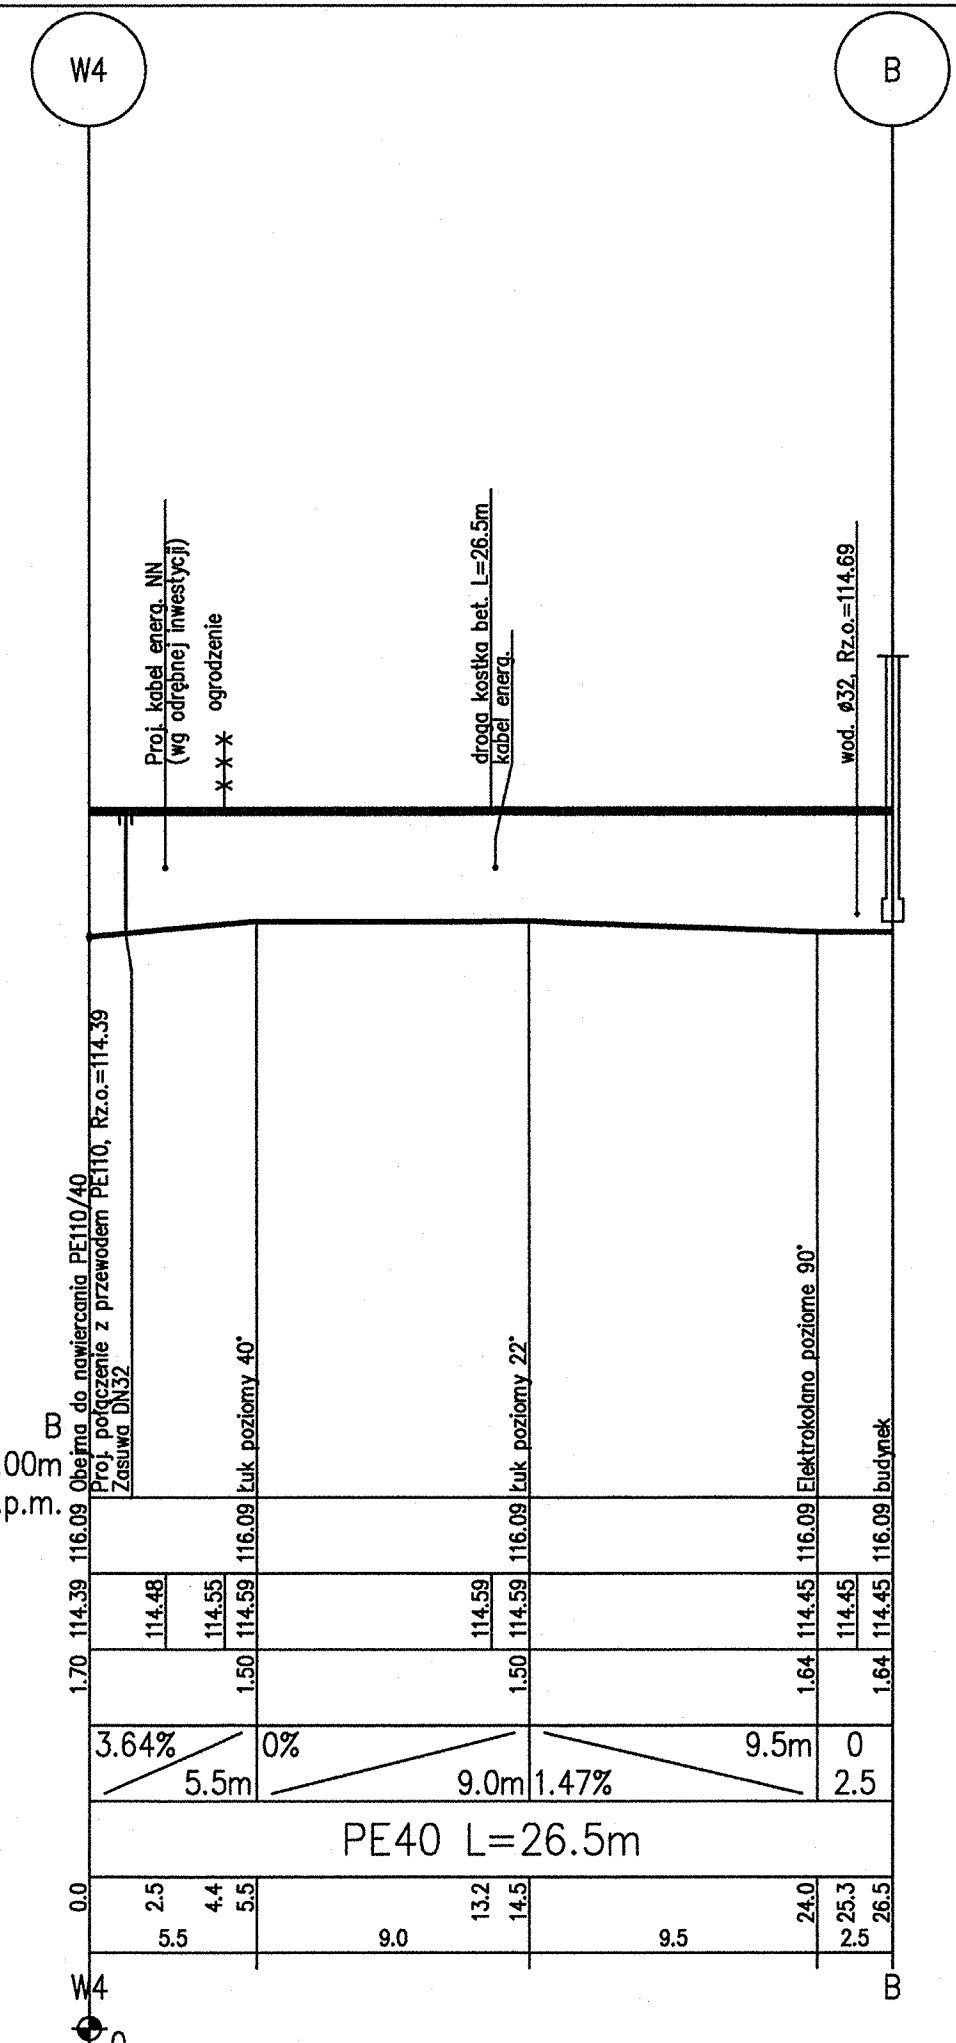 W4
B
Proj. kabel energ. NN
(wg odrębnej inwestycji)
ogrodzenie
droga kostka bet. L=26.5m
kabel energ.
wod. ø32, Rz.o.=114.69
Obejma do nawiercania PE110/40
Proj. połączenie z przewodem PE110, Rz.o.=114.39
Zasuwa DN32
Łuk poziomy 40°
Łuk poziomy 22°
Elektrokolano poziome 90°
budynek
B
.00m
.p.m.
116.09 116.09 116.09 116.09 116.09
114.39 114.48 114.55 114.59 114.59 114.59 114.45 114.45 114.45
1.70 1.50 1.50 1.64 1.64
3.64% 0% 9.5m 0
5.5m 9.0m 1.47% 2.5
PE40 L=26.5m
0.0 2.5 4.4 5.5 13.2 14.5 24.0 25.3 26.5
5.5 9.0 9.5 2.5
W4 B